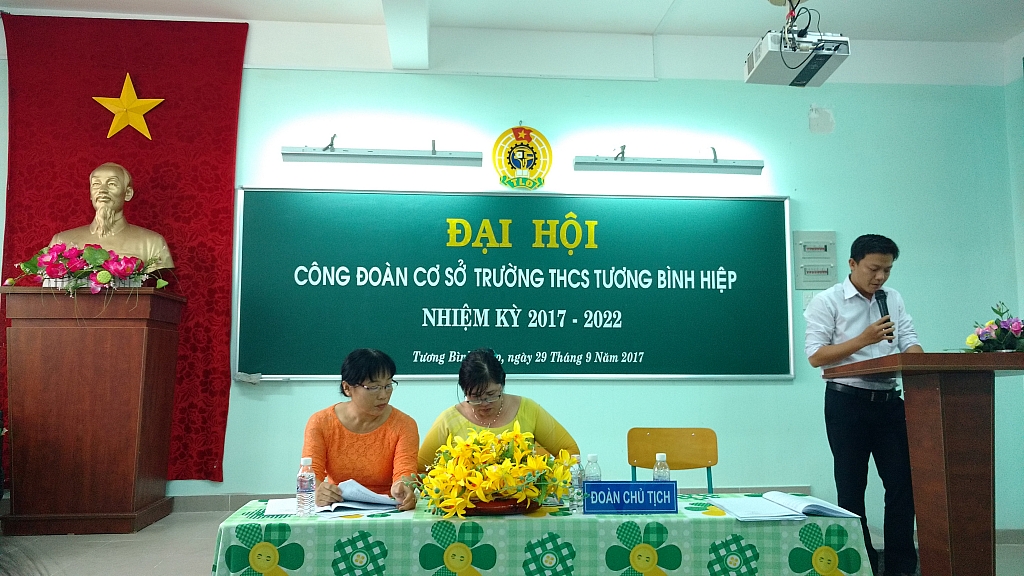 TLĐ
ĐẠI HỘI
CÔNG ĐOÀN CƠ SỞ TRƯỜNG THCS TƯƠNG BÌNH HIỆP
NHIỆM KỲ 2017 - 2022
Tương Bình, ngày 29 Tháng 9 Năm 2017
ĐOÀN CHỦ TỊCH